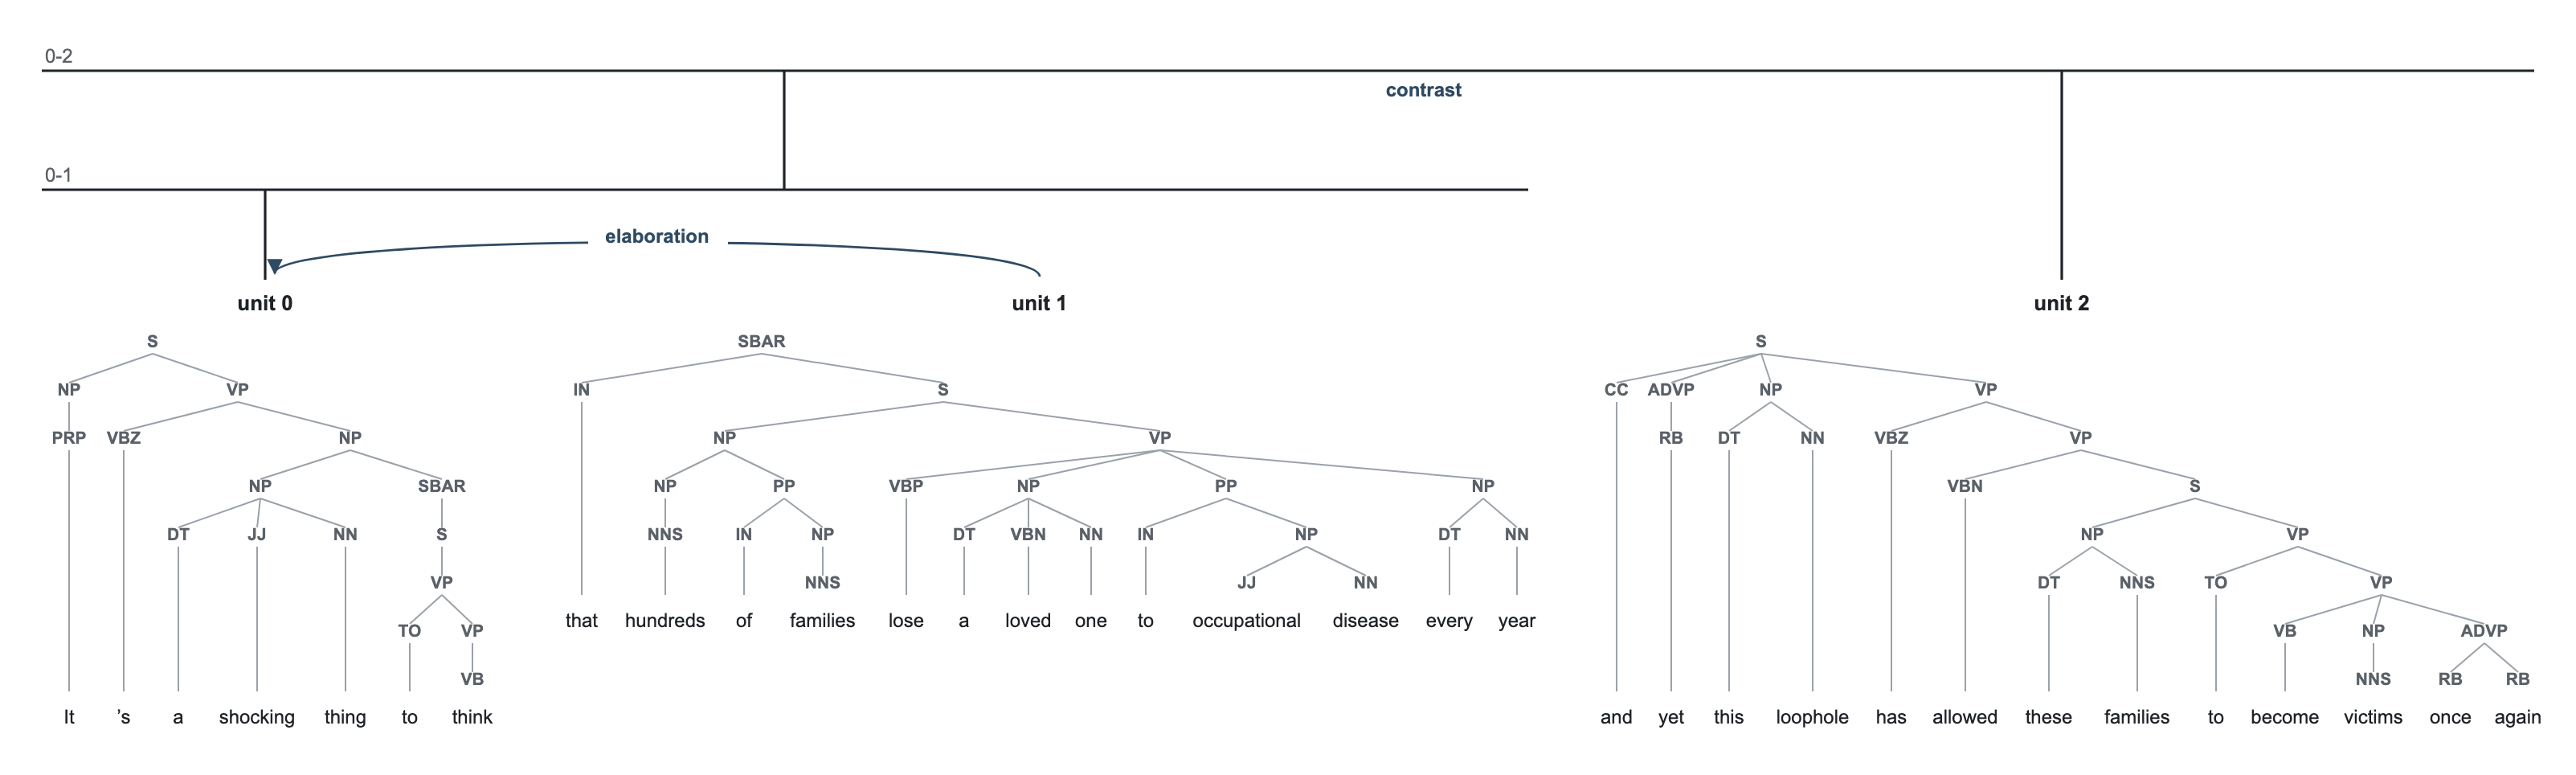 0-2
contrast
0-1
elaboration
unit 0 unit 1 unit 2
S SBAR S
NP VP IN S CC ADVP NP VP
PRP VBZ NP NP VP RB DT NN VBZ VP
NP SBAR NP PP VBP NP PP NP VBN S
DT JJ NN S NNS IN NP DT VBN NN IN NP DT NN NP VP
VP NNS JJ NN DT NNS TO VP
that hundreds of families lose a loved one to occupational disease every year
TO VP VB NP ADVP
VB NNS RB RB
It 's a shocking thing to think and yet this loophole has allowed these families to become victims once again